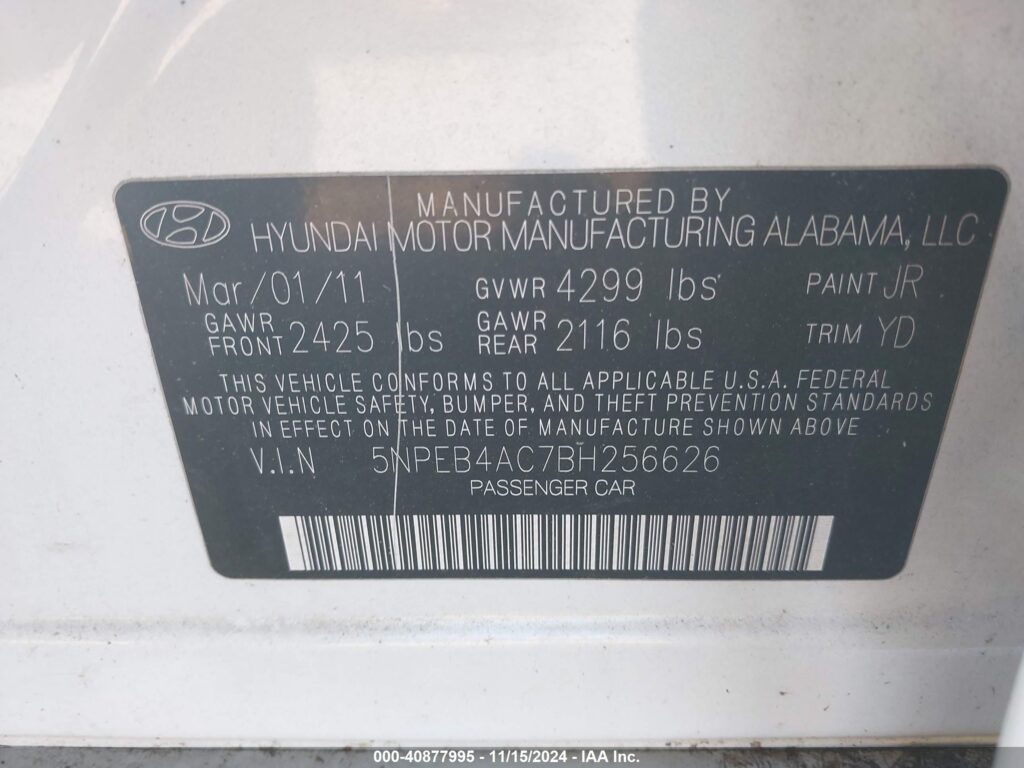 MANUFACTURED BY
HYUNDAI MOTOR MANUFACTURING ALABAMA, LLC
Mar/01/11 GVWR 4299 lbs PAINT JR
GAWR FRONT 2425 lbs GAWR REAR 2116 lbs TRIM YD
THIS VEHICLE CONFORMS TO ALL APPLICABLE U.S.A. FEDERAL
MOTOR VEHICLE SAFETY, BUMPER, AND THEFT PREVENTION STANDARDS
IN EFFECT ON THE DATE OF MANUFACTURE SHOWN ABOVE
V.I.N 5NPEB4AC7BH256626
PASSENGER CAR
000-40877995 - 11/15/2024 - IAA Inc.